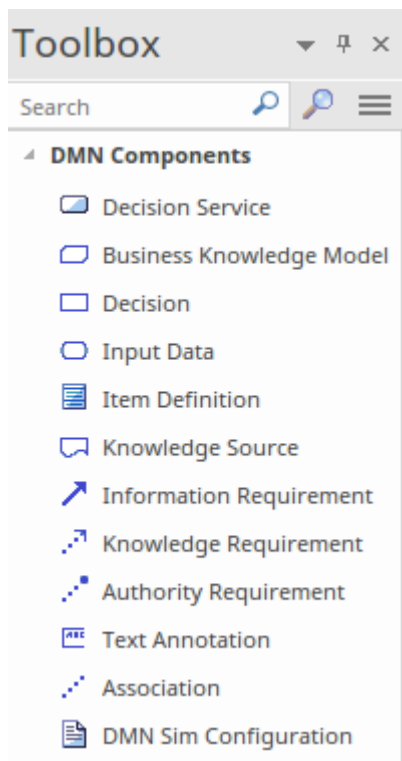 Toolbox
Search
DMN Components
Decision Service
Business Knowledge Model
Decision
Input Data
Item Definition
Knowledge Source
Information Requirement
Knowledge Requirement
Authority Requirement
Text Annotation
Association
DMN Sim Configuration